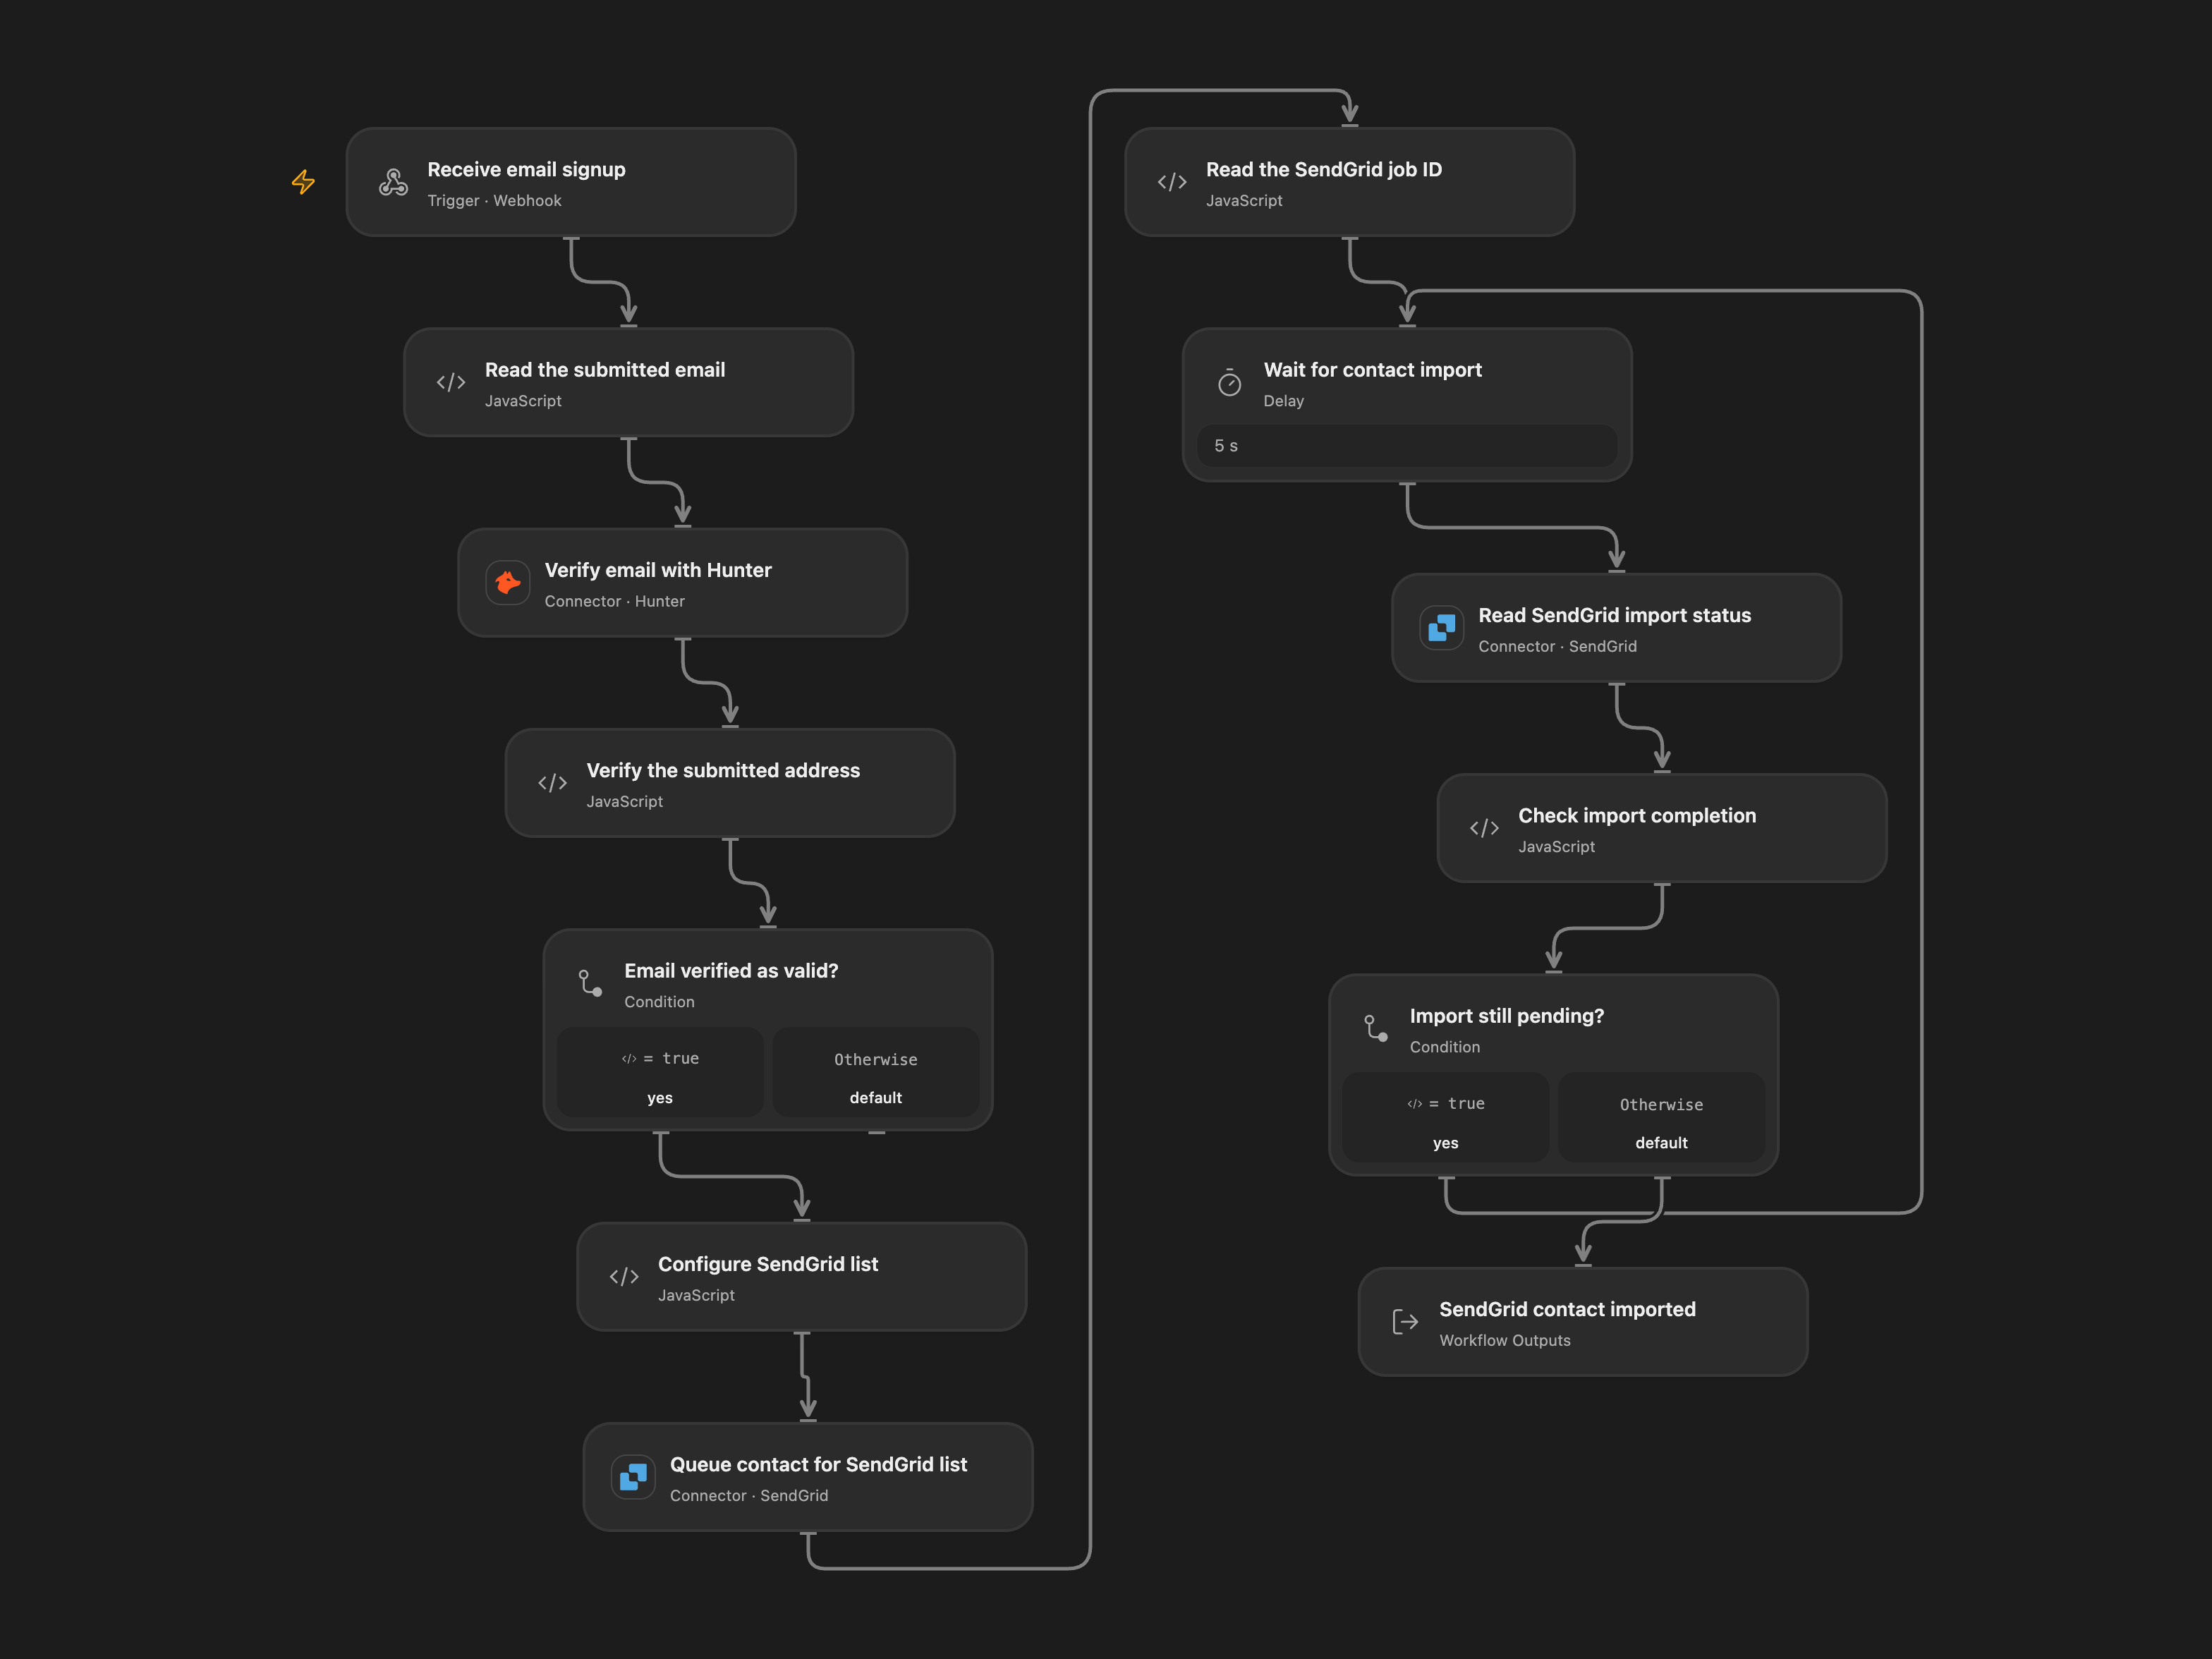 Receive email signup
Trigger · Webhook
Read the submitted email
JavaScript
Verify email with Hunter
Connector · Hunter
Verify the submitted address
JavaScript
Email verified as valid?
Condition
</> = true
yes
Otherwise
default
Configure SendGrid list
JavaScript
Queue contact for SendGrid list
Connector · SendGrid
Read the SendGrid job ID
JavaScript
Wait for contact import
Delay
5 s
Read SendGrid import status
Connector · SendGrid
Check import completion
JavaScript
Import still pending?
Condition
</> = true
yes
Otherwise
default
SendGrid contact imported
Workflow Outputs